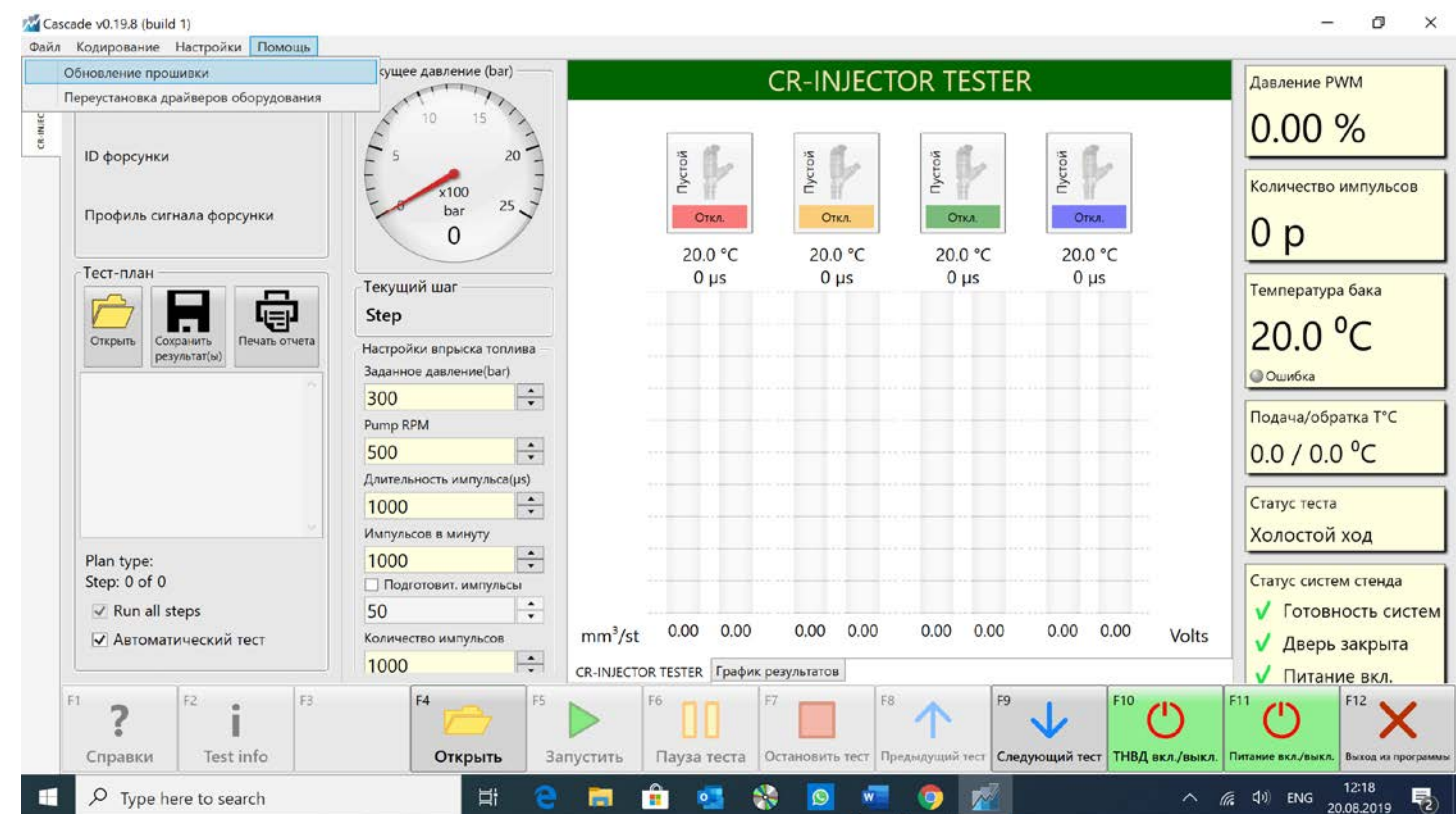 Cascade v0.19.8 (build 1)
Файл Кодирование Настройки Помощь
Обновление прошивки
Переустановка драйверов оборудования
CR-INJEC
ID форсунки
Профиль сигнала форсунки
Тест-план
Открыть
Сохранить
результат(ы)
Печать отчета
Plan type:
Step: 0 of 0
Run all steps
Автоматический тест
кущее давление (bar)
0 5 10 15 20 25
x100
bar
0
Текущий шаг
Step
Настройки впрыска топлива
Заданное давление(bar)
300
Pump RPM
500
Длительность импульса(µs)
1000
Импульсов в минуту
1000
Подготовит. импульсы
50
Количество импульсов
1000
CR-INJECTOR TESTER
Пустой Пустой Пустой Пустой
Откл. Откл. Откл. Откл.
20.0 °C 20.0 °C 20.0 °C 20.0 °C
0 µs 0 µs 0 µs 0 µs
mm³/st 0.00 0.00 0.00 0.00 0.00 0.00 0.00 0.00 Volts
CR-INJECTOR TESTER График результатов
Давление PWM
0.00 %
Количество импульсов
0 p
Температура бака
20.0 ⁰C
Ошибка
Подача/обратка T°C
0.0 / 0.0 ⁰C
Статус теста
Холостой ход
Статус систем стенда
Готовность систем
Дверь закрыта
Питание вкл.
F1 F2 F3 F4 F5 F6 F7 F8 F9 F10 F11 F12
Справки Test info Открыть Запустить Пауза теста Остановить тест Предыдущий тест Следующий тест ТНВД вкл./выкл. Питание вкл./выкл. Выход из программы
Type here to search
ENG
12:18
20.08.2019
2